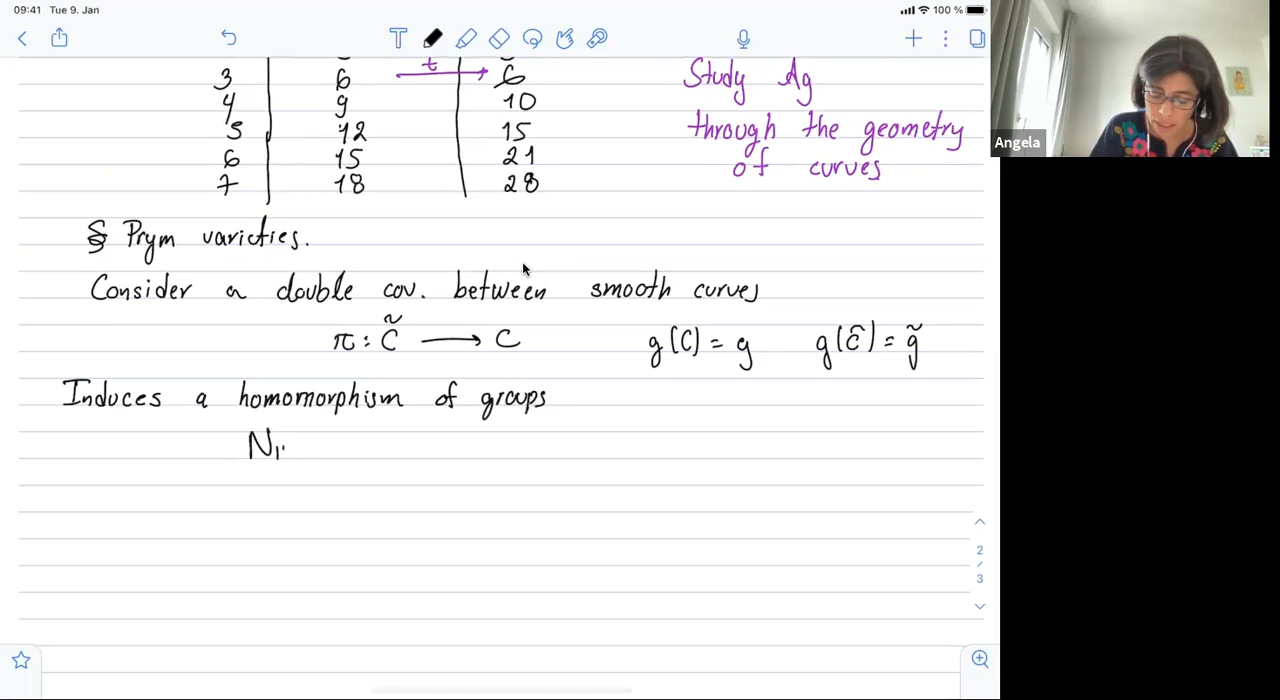 09:41 Tue 9. Jan 100 %
t
3 6 6 Study Ag
4 9 10
5 12 15 through the geometry
6 15 21 of curves
7 18 28
§ Prym varieties.
Consider a double cov. between smooth curves
π : C̃ ⟶ C g(C) = g g(C̃) = g̃
Induces a homomorphism of groups
2
/
3
Angela